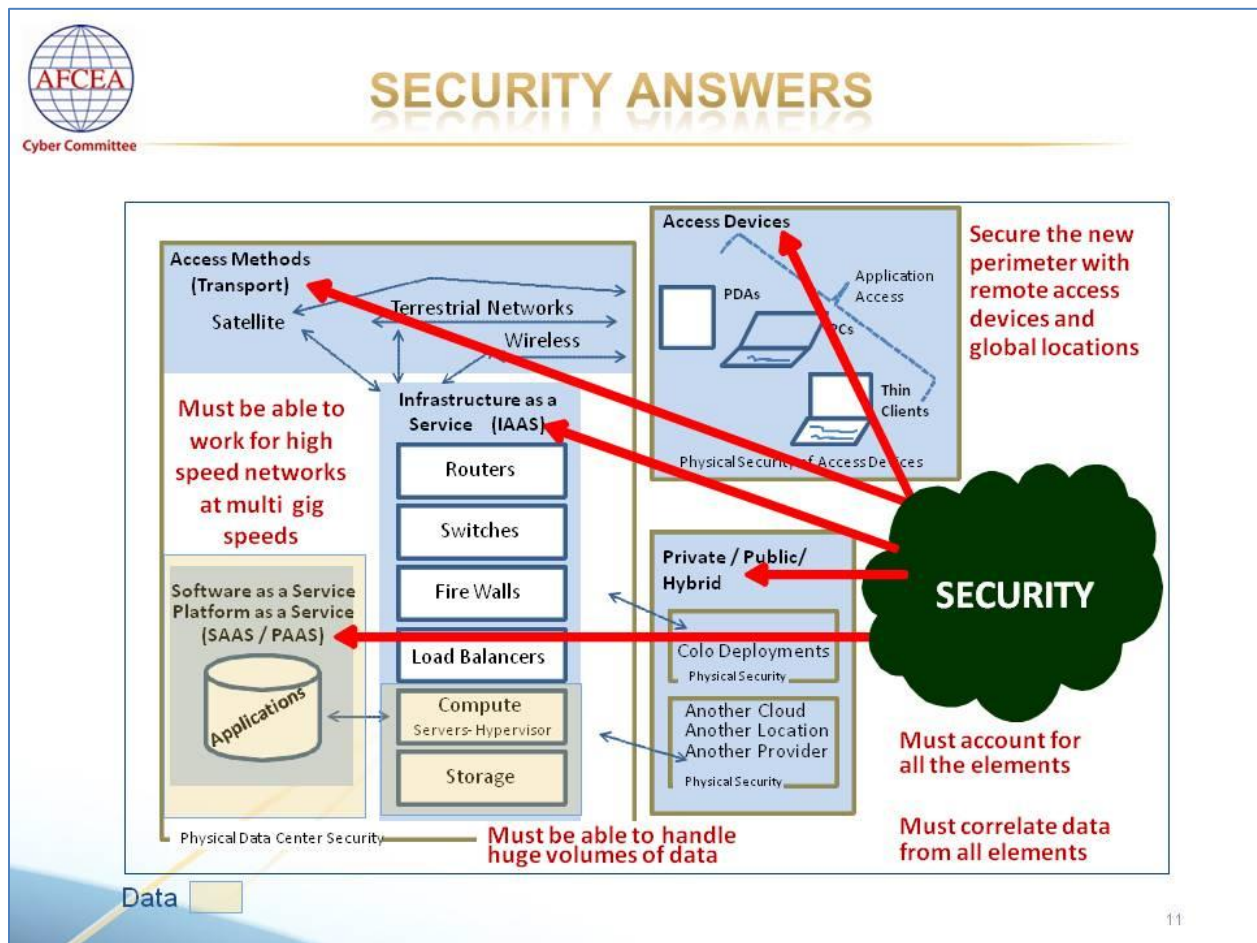 AFCEA
Cyber Committee
SECURITY ANSWERS
Access Methods
(Transport)
Satellite
Terrestrial Networks
Wireless
Must be able to
work for high
speed networks
at multi gig
speeds
Infrastructure as a
Service (IAAS)
Routers
Switches
Fire Walls
Load Balancers
Compute
Servers-Hypervisor
Storage
Software as a Service
Platform as a Service
(SAAS / PAAS)
Applications
Physical Data Center Security
Must be able to handle
huge volumes of data
Access Devices
Application
Access
PDAs
PCs
Thin
Clients
Physical Security of Access Devices
Secure the new
perimeter with
remote access
devices and
global locations
Private / Public/
Hybrid
Colo Deployments
Physical Security
Another Cloud
Another Location
Another Provider
Physical Security
SECURITY
Must account for
all the elements
Must correlate data
from all elements
Data
11